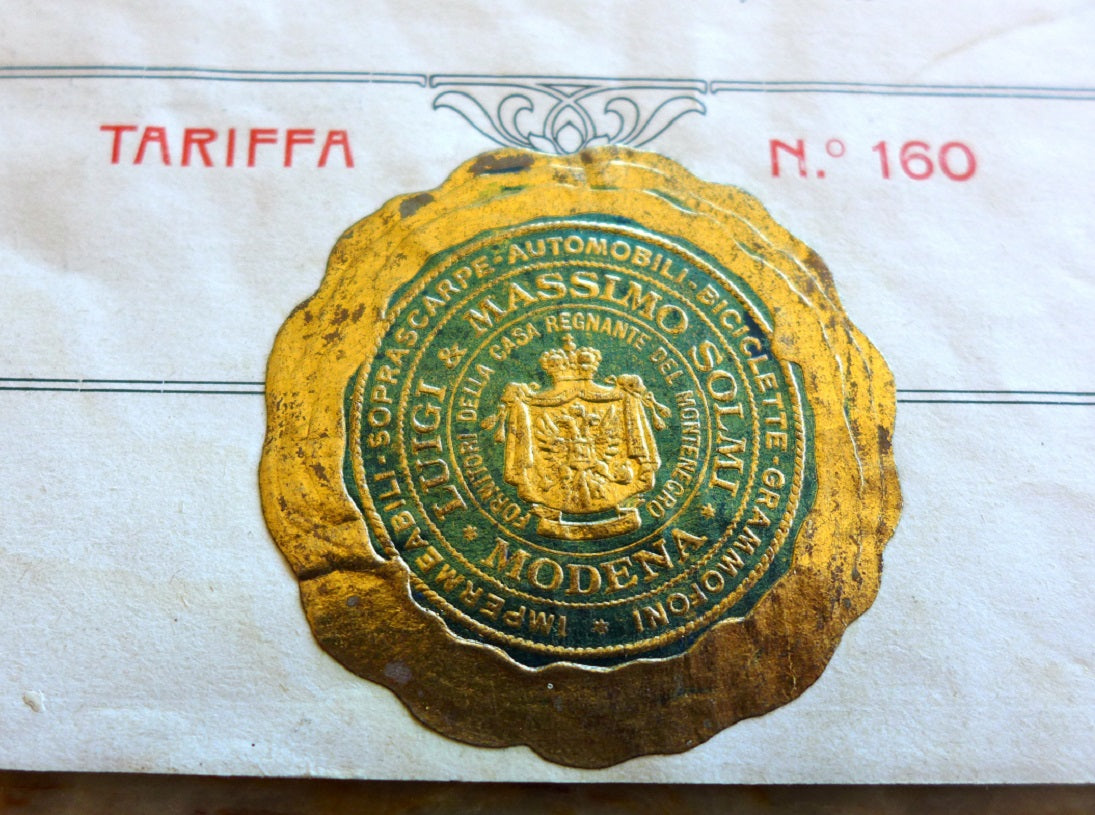 TARIFFA
N.° 160
IMPERMEABILI-SOPRASCARPE-AUTOMOBILI-BICICLETTE-GRAMMOFONI
LUIGI & MASSIMO SOLMI
MODENA
FORNITORI DELLA CASA REGNANTE DEL MONTENEGRO